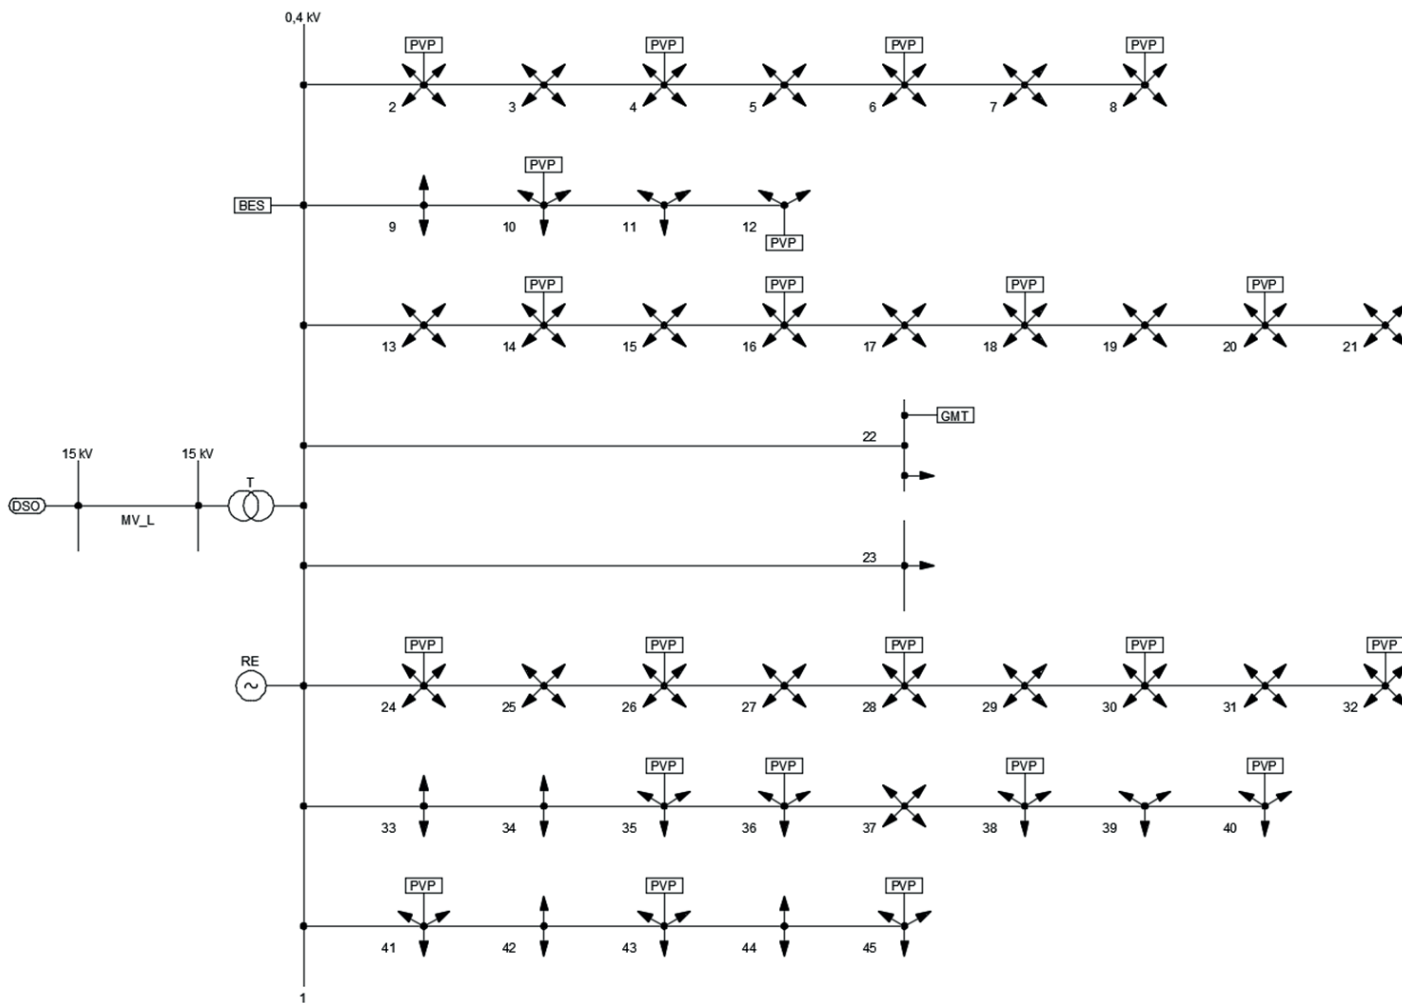 0,4 kV
PVP PVP PVP PVP
2 3 4 5 6 7 8
PVP
BES
9 10 11 12
PVP
PVP PVP PVP PVP
13 14 15 16 17 18 19 20 21
GMT
22
15 kV 15 kV
T
DSO
MV_L
23
PVP PVP PVP PVP PVP
RE
24 25 26 27 28 29 30 31 32
PVP PVP PVP PVP
33 34 35 36 37 38 39 40
PVP PVP PVP
41 42 43 44 45
1